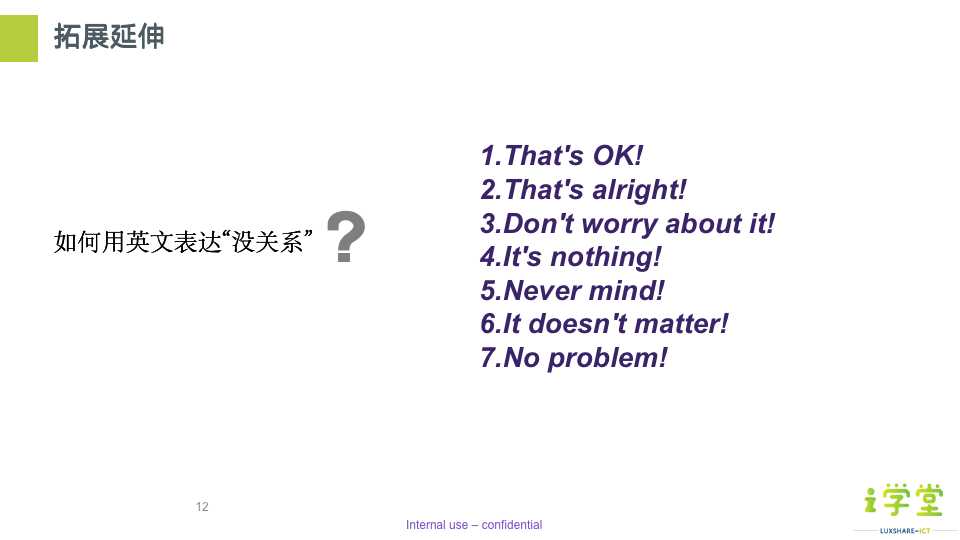 拓展延伸
如何用英文表达“没关系”
?
1.That's OK!
2.That's alright!
3.Don't worry about it!
4.It's nothing!
5.Never mind!
6.It doesn't matter!
7.No problem!
12
Internal use – confidential
i学堂
LUXSHARE-ICT